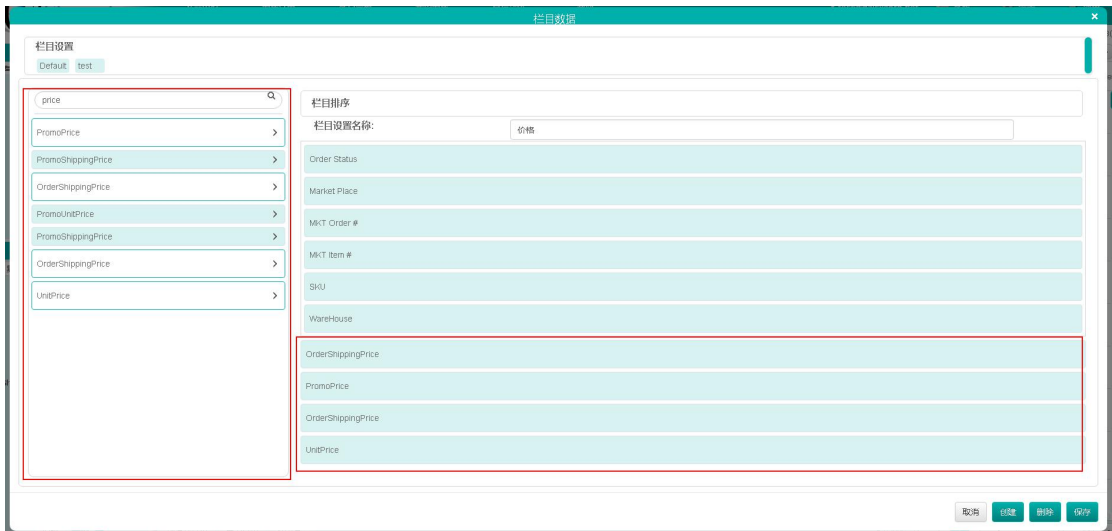 栏目数据
×
栏目设置
Default test
price
PromoPrice
PromoShippingPrice
OrderShippingPrice
PromoUnitPrice
PromoShippingPrice
OrderShippingPrice
UnitPrice
栏目排序
栏目设置名称: 价格
Order Status
Market Place
MKT Order #
MKT Item #
SKU
WareHouse
OrderShippingPrice
PromoPrice
OrderShippingPrice
UnitPrice
取消 创建 删除 保存